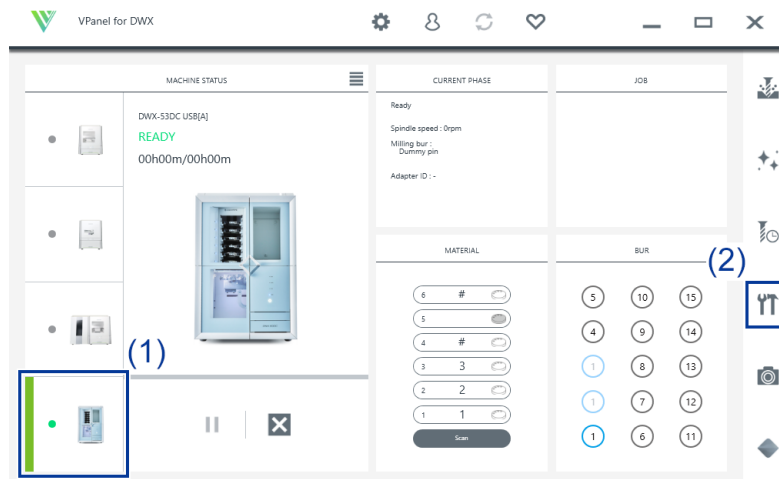 VPanel for DWX
MACHINE STATUS
DWX-53DC USB[A]
READY
00h00m/00h00m
(1)
CURRENT PHASE
Ready
Spindle speed : 0rpm
Milling bur :
Dummy pin
Adapter ID : -
JOB
MATERIAL
6 #
5
4 #
3 3
2 2
1 1
Scan
BUR
(2)
5 10 15
4 9 14
1 8 13
1 7 12
1 6 11